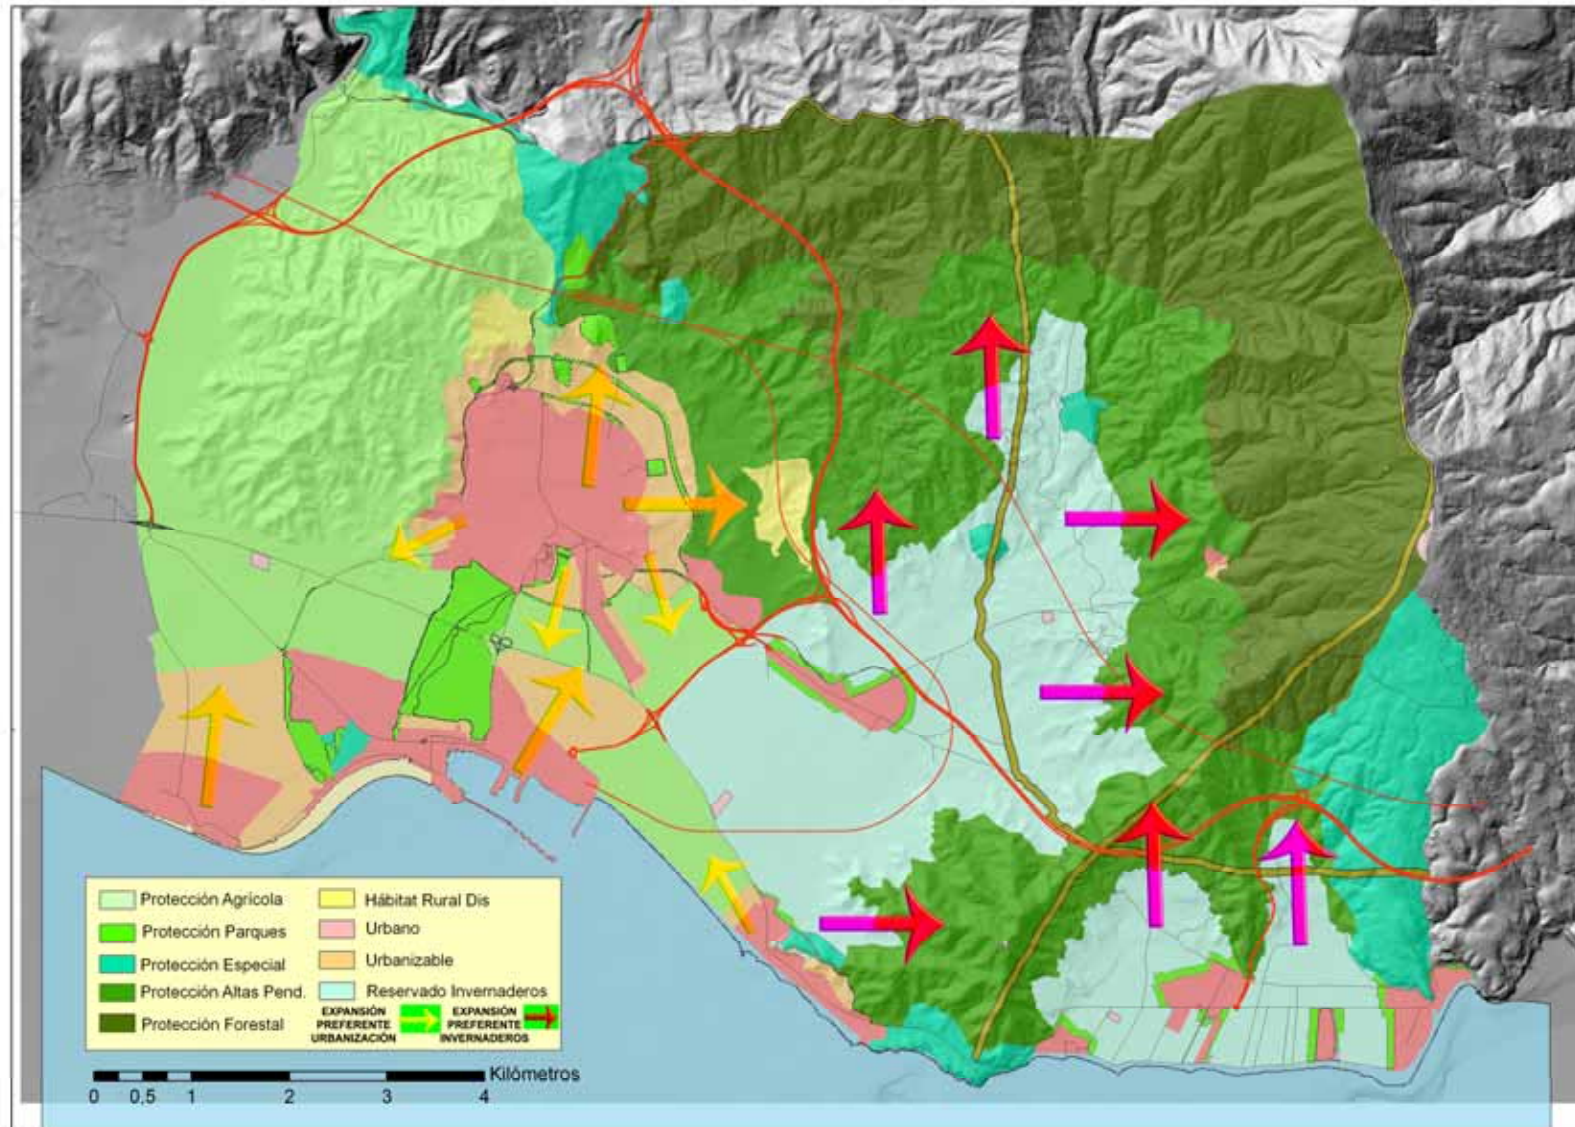 Protección Agrícola
Protección Parques
Protección Especial
Protección Altas Pend.
Protección Forestal
Hábitat Rural Dis
Urbano
Urbanizable
Reservado Invernaderos
EXPANSIÓN
PREFERENTE
URBANIZACIÓN
EXPANSIÓN
PREFERENTE
INVERNADEROS
Kilómetros
0 0,5 1 2 3 4